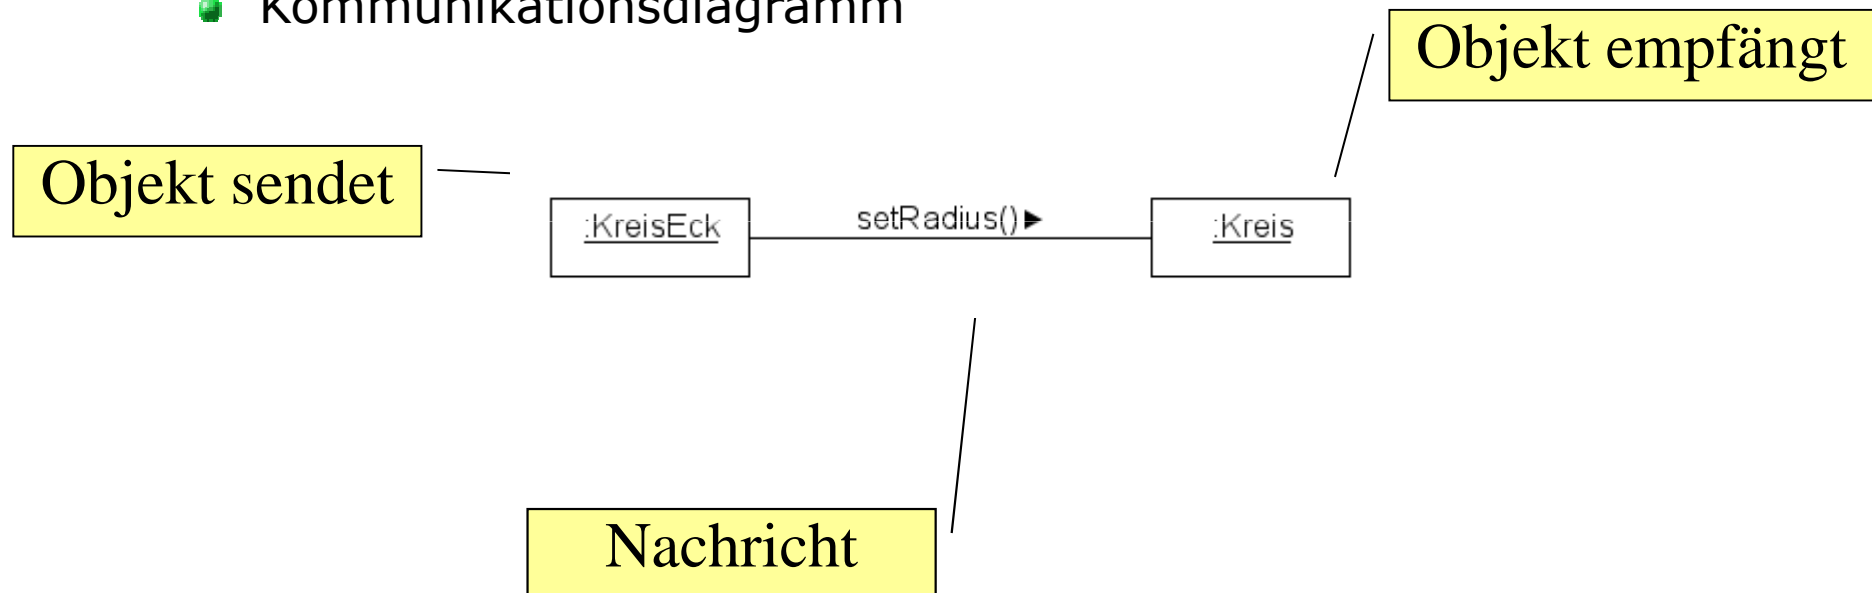 Kommunikationsdiagramm
Objekt empfängt
Objekt sendet
:KreisEck
setRadius()►
:Kreis
Nachricht